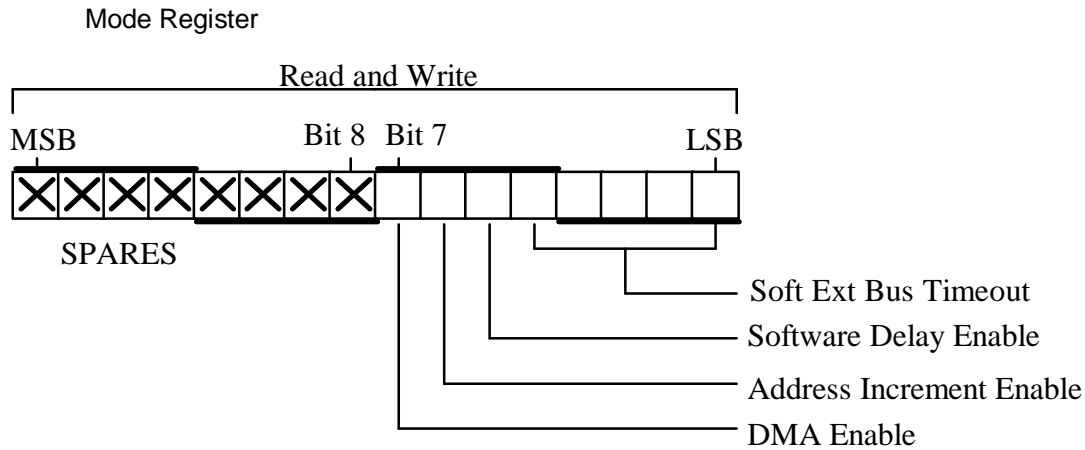 Mode Register
Read and Write
MSB Bit 8 Bit 7 LSB
SPARES
Soft Ext Bus Timeout
Software Delay Enable
Address Increment Enable
DMA Enable